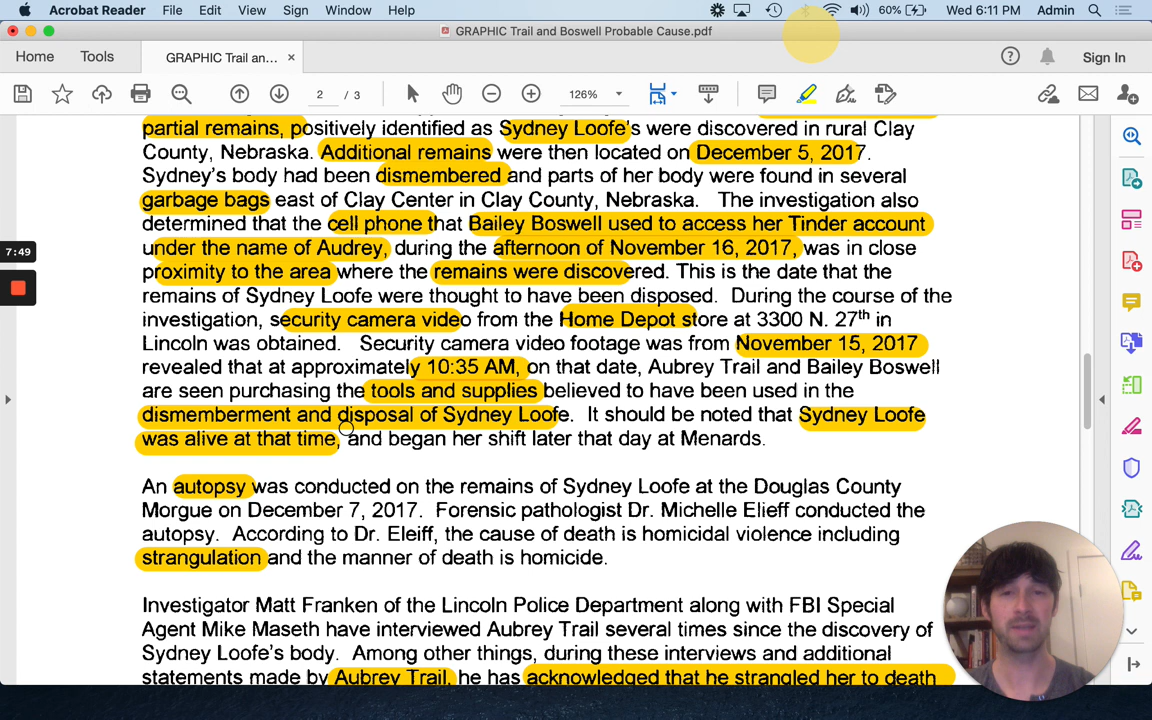 Acrobat Reader File Edit View Sign Window Help 60% Wed 6:11 PM Admin
GRAPHIC Trail and Boswell Probable Cause.pdf
Home Tools GRAPHIC Trail an... × Sign In
2 / 3 126%
partial remains, positively identified as Sydney Loofe's were discovered in rural Clay
County, Nebraska. Additional remains were then located on December 5, 2017.
Sydney's body had been dismembered and parts of her body were found in several
garbage bags east of Clay Center in Clay County, Nebraska. The investigation also
determined that the cell phone that Bailey Boswell used to access her Tinder account
under the name of Audrey, during the afternoon of November 16, 2017, was in close
7:49
proximity to the area where the remains were discovered. This is the date that the
remains of Sydney Loofe were thought to have been disposed. During the course of the
investigation, security camera video from the Home Depot store at 3300 N. 27th in
Lincoln was obtained. Security camera video footage was from November 15, 2017
revealed that at approximately 10:35 AM, on that date, Aubrey Trail and Bailey Boswell
are seen purchasing the tools and supplies believed to have been used in the
dismemberment and disposal of Sydney Loofe. It should be noted that Sydney Loofe
was alive at that time, and began her shift later that day at Menards.
An autopsy was conducted on the remains of Sydney Loofe at the Douglas County
Morgue on December 7, 2017. Forensic pathologist Dr. Michelle Elieff conducted the
autopsy. According to Dr. Eleiff, the cause of death is homicidal violence including
strangulation and the manner of death is homicide.
Investigator Matt Franken of the Lincoln Police Department along with FBI Special
Agent Mike Maseth have interviewed Aubrey Trail several times since the discovery of
Sydney Loofe's body. Among other things, during these interviews and additional
statements made by Aubrey Trail, he has acknowledged that he strangled her to death